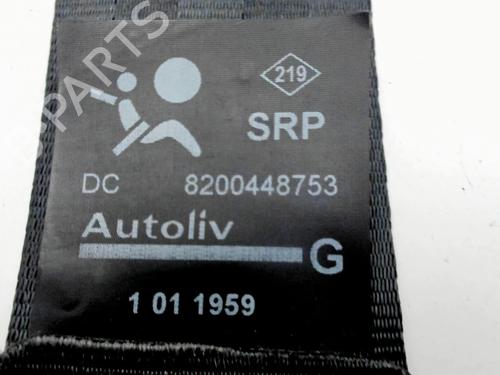 219
SRP
DC 8200448753
Autoliv
G
1 01 1959
B-PARTS